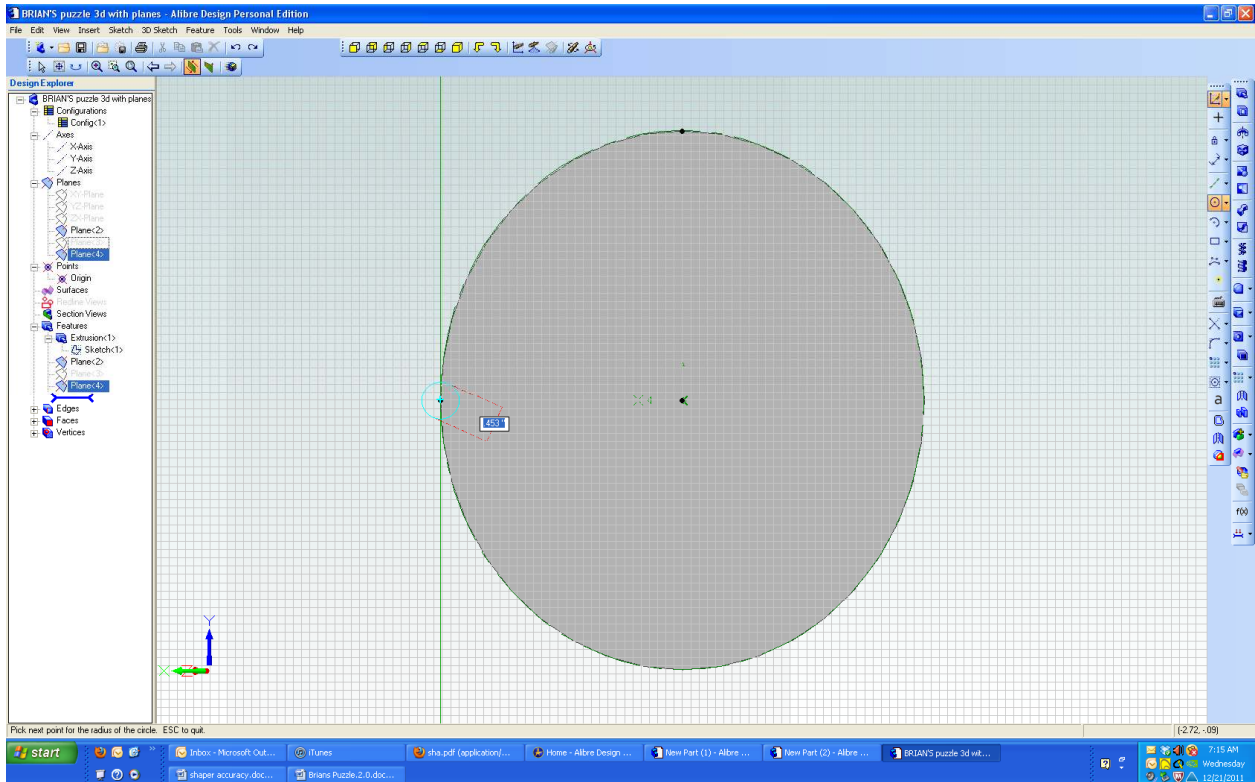 BRIAN'S puzzle 3d with planes - Alibre Design Personal Edition
File Edit View Insert Sketch 3D Sketch Feature Tools Window Help
Design Explorer
BRIAN'S puzzle 3d with planes
Configurations
Config<1>
Axes
X-Axis
Y-Axis
Z-Axis
Planes
XY-Plane
YZ-Plane
ZX-Plane
Plane<2>
Plane<3>
Plane<4>
Points
Origin
Surfaces
Redline Views
Section Views
Features
Extrusion<1>
Sketch<1>
Plane<2>
Plane<3>
Plane<4>
Edges
Faces
Vertices
.453 "
Y
X
a
f(x)
Pick next point for the radius of the circle. ESC to quit.
(-2.72, -.09)
start
Inbox - Microsoft Out...
iTunes
sha.pdf (application/...
Home - Alibre Design ...
New Part (1) - Alibre ...
New Part (2) - Alibre ...
BRIAN'S puzzle 3d wit...
7:15 AM
shaper accuracy.doc...
Brians Puzzle.2.0.doc...
Wednesday
12/21/2011